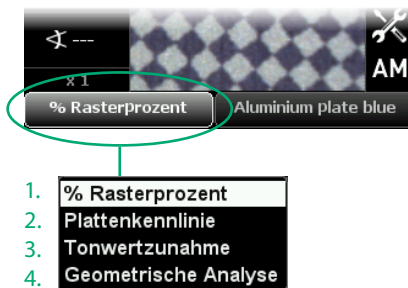 ∢ ---
x 1
AM
% Rasterprozent
Aluminium plate blue
1. % Rasterprozent
2. Plattenkennlinie
3. Tonwertzunahme
4. Geometrische Analyse